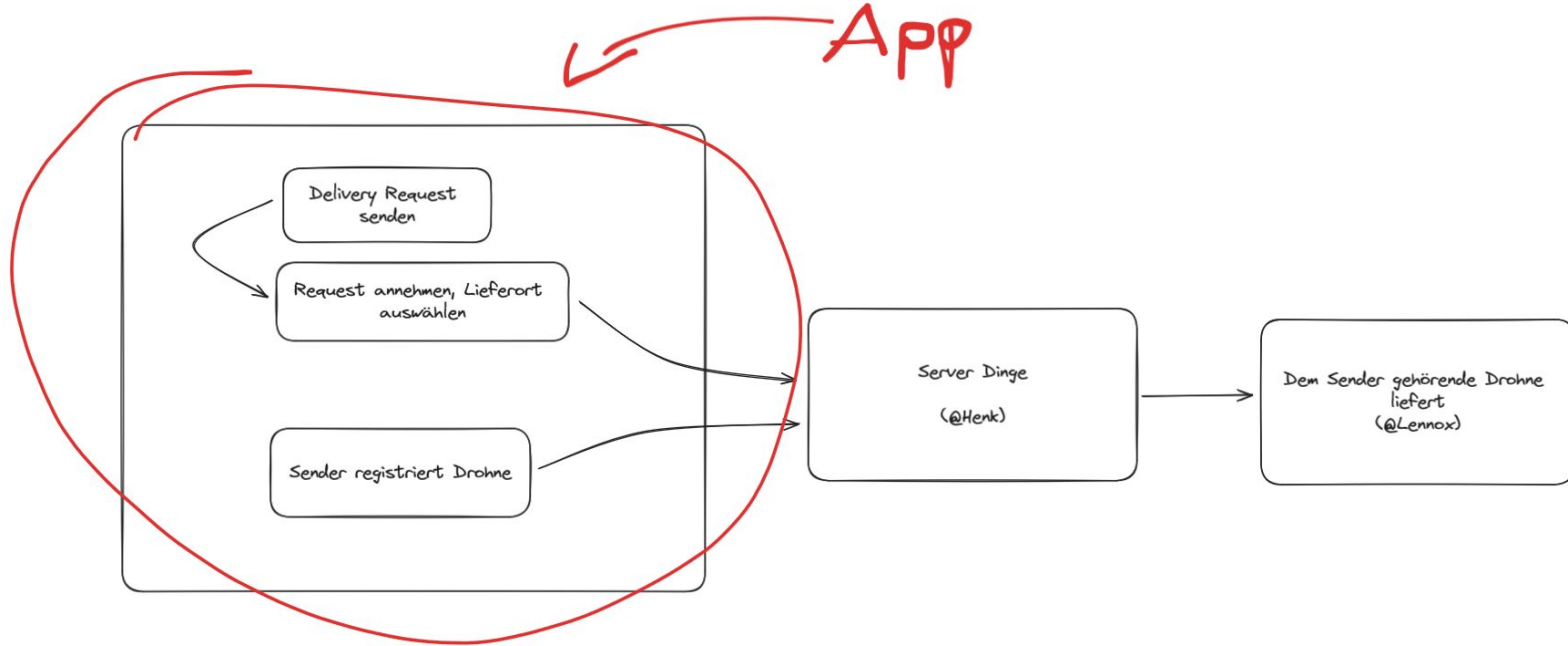 App
Delivery Request
senden
Request annehmen, Lieferort
auswählen
Sender registriert Drohne
Server Dinge
(@Henk)
Dem Sender gehörende Drohne
liefert
(@Lennox)